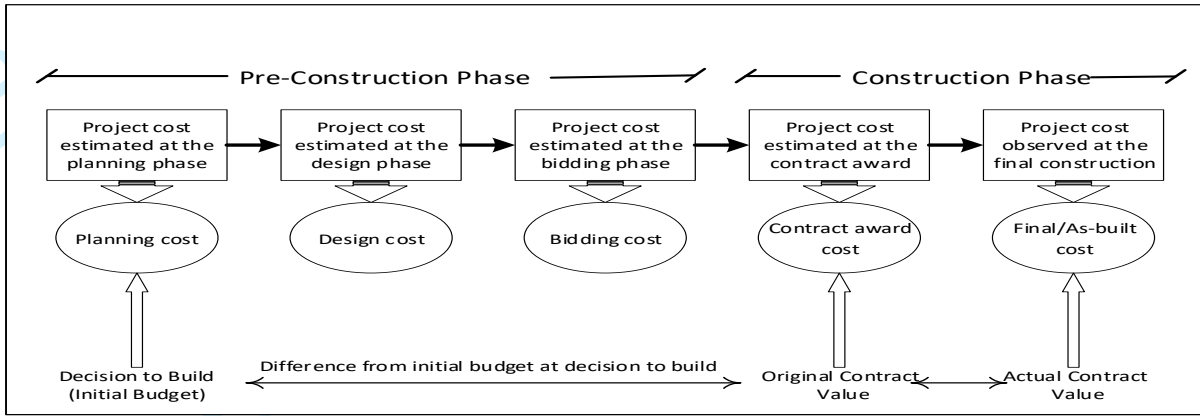 Pre-Construction Phase
Construction Phase
Project cost
estimated at the
planning phase
Project cost
estimated at the
design phase
Project cost
estimated at the
bidding phase
Project cost
estimated at the
contract award
Project cost
observed at the
final construction
Planning cost
Design cost
Bidding cost
Contract award
cost
Final/As-built
cost
Decision to Build
(Initial Budget)
Difference from initial budget at decision to build
Original Contract
Value
Actual Contract
Value